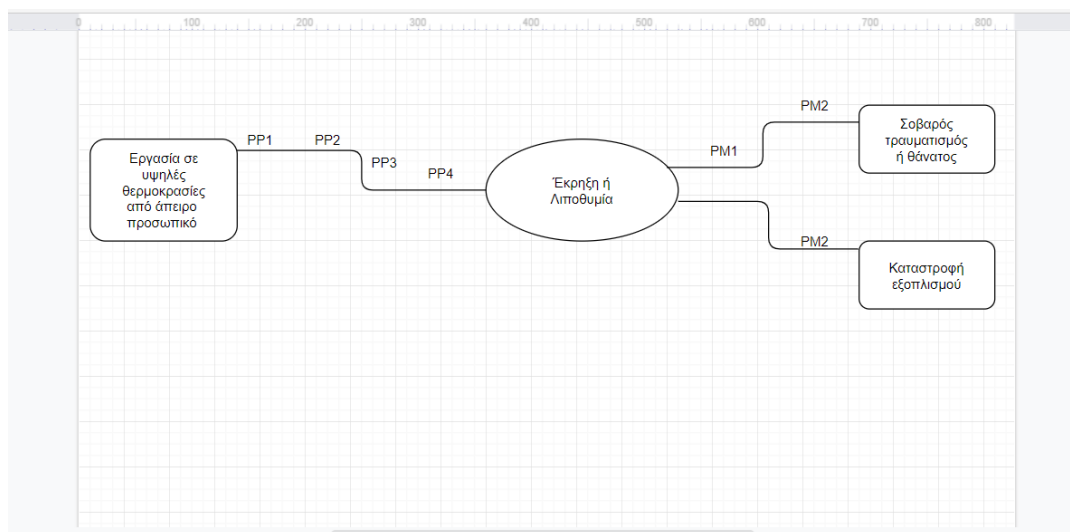 0 100 200 300 400 500 600 700 800
PM2
Σοβαρός
τραυματισμός
ή θάνατος
PP1 PP2
PP3
PP4
PM1
Εργασία σε
υψηλές
θερμοκρασίες
από άπειρο
προσωπικό
Έκρηξη ή
Λιποθυμία
PM2
Καταστροφή
εξοπλισμού